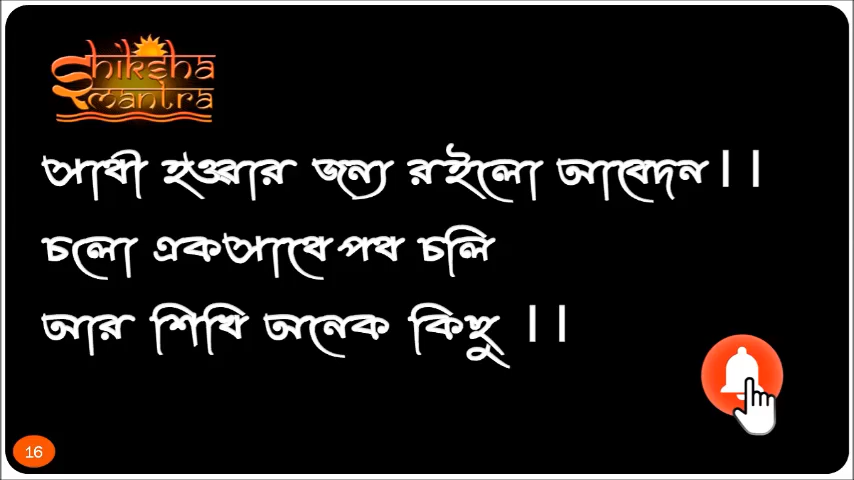 Shiksha
mantra
সাথী হওয়ার জন্য রইলো আবেদন।।
চলো একসাথে পথ চলি
আর শিখি অনেক কিছু ।।
16